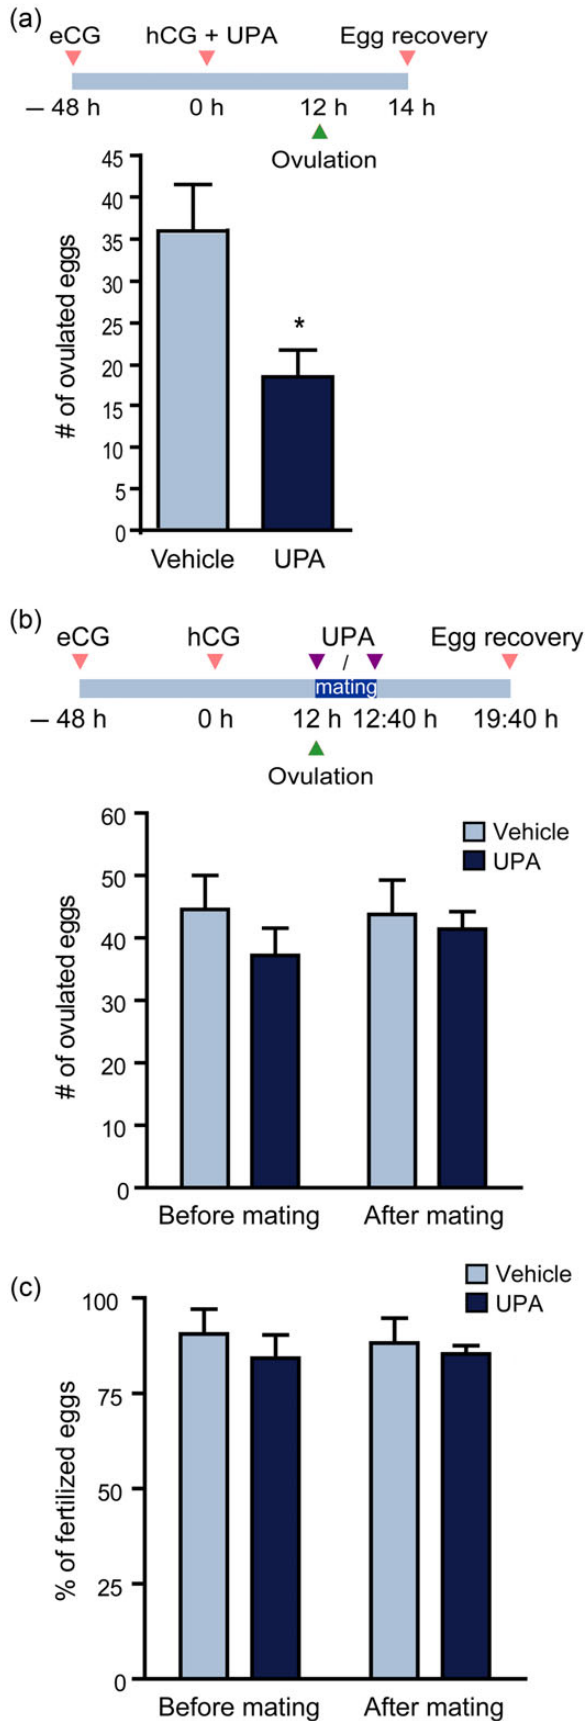 (a)
eCG hCG + UPA Egg recovery
– 48 h 0 h 12 h 14 h
Ovulation
# of ovulated eggs
45
40
35
30
25
20
15
10
5
0
*
Vehicle UPA
(b)
eCG hCG UPA Egg recovery
/
mating
– 48 h 0 h 12 h 12:40 h 19:40 h
Ovulation
# of ovulated eggs
60
50
40
30
20
10
0
Vehicle
UPA
Before mating After mating
(c)
% of fertilized eggs
100
75
50
25
0
Vehicle
UPA
Before mating After mating